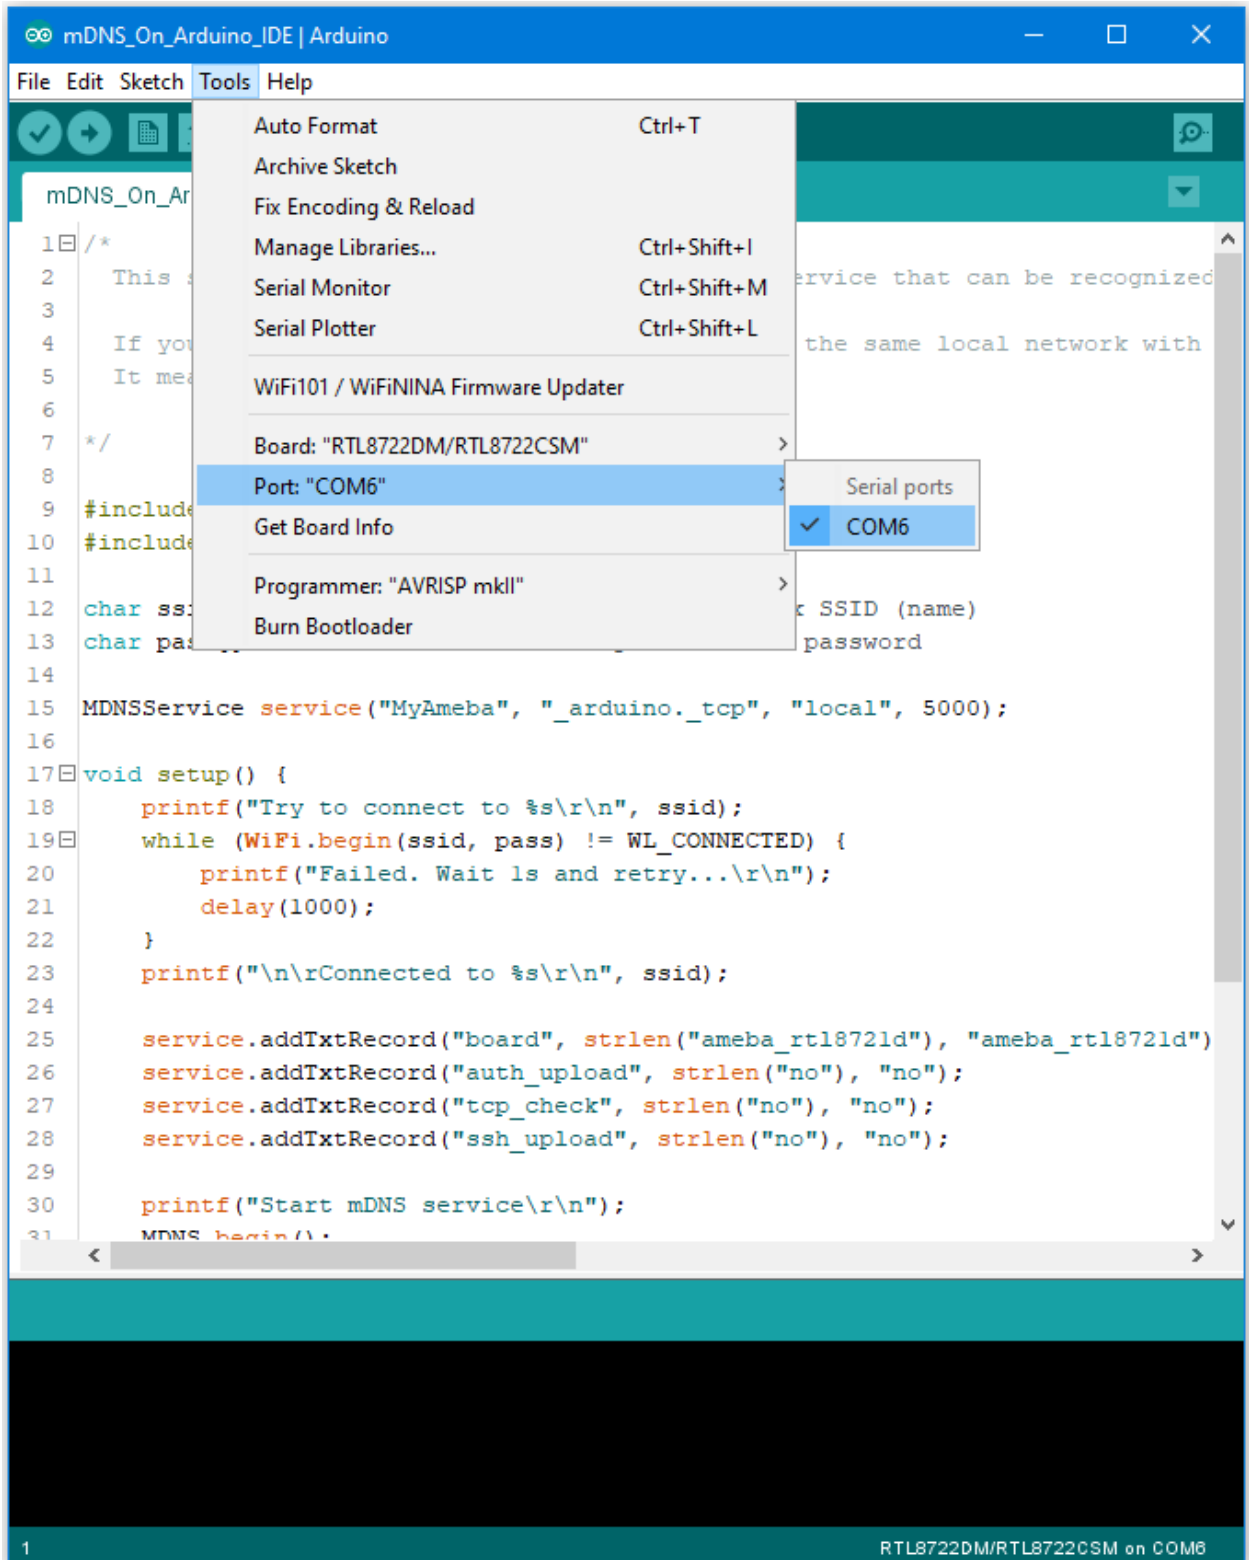 mDNS_On_Arduino_IDE | Arduino
File Edit Sketch Tools Help
Auto Format Ctrl+T
Archive Sketch
Fix Encoding & Reload
Manage Libraries... Ctrl+Shift+I
Serial Monitor Ctrl+Shift+M
Serial Plotter Ctrl+Shift+L
WiFi101 / WiFiNINA Firmware Updater
Board: "RTL8722DM/RTL8722CSM"
Port: "COM6"
Get Board Info
Programmer: "AVRISP mkII"
Burn Bootloader
Serial ports
COM6
mDNS_On_Ar
1 /*
2 This ervice that can be recognized
3
4 If you the same local network with
5 It mea
6
7 */
8
9 #include
10 #include
11
12 char ssi SSID (name)
13 char pas password
14
15 MDNSService service("MyAmeba", "_arduino._tcp", "local", 5000);
16
17 void setup() {
18 printf("Try to connect to %s\r\n", ssid);
19 while (WiFi.begin(ssid, pass) != WL_CONNECTED) {
20 printf("Failed. Wait 1s and retry...\r\n");
21 delay(1000);
22 }
23 printf("\n\rConnected to %s\r\n", ssid);
24
25 service.addTxtRecord("board", strlen("ameba_rtl8721d"), "ameba_rtl8721d")
26 service.addTxtRecord("auth_upload", strlen("no"), "no");
27 service.addTxtRecord("tcp_check", strlen("no"), "no");
28 service.addTxtRecord("ssh_upload", strlen("no"), "no");
29
30 printf("Start mDNS service\r\n");
31 MDNS.begin();
1 RTL8722DM/RTL8722CSM on COM6